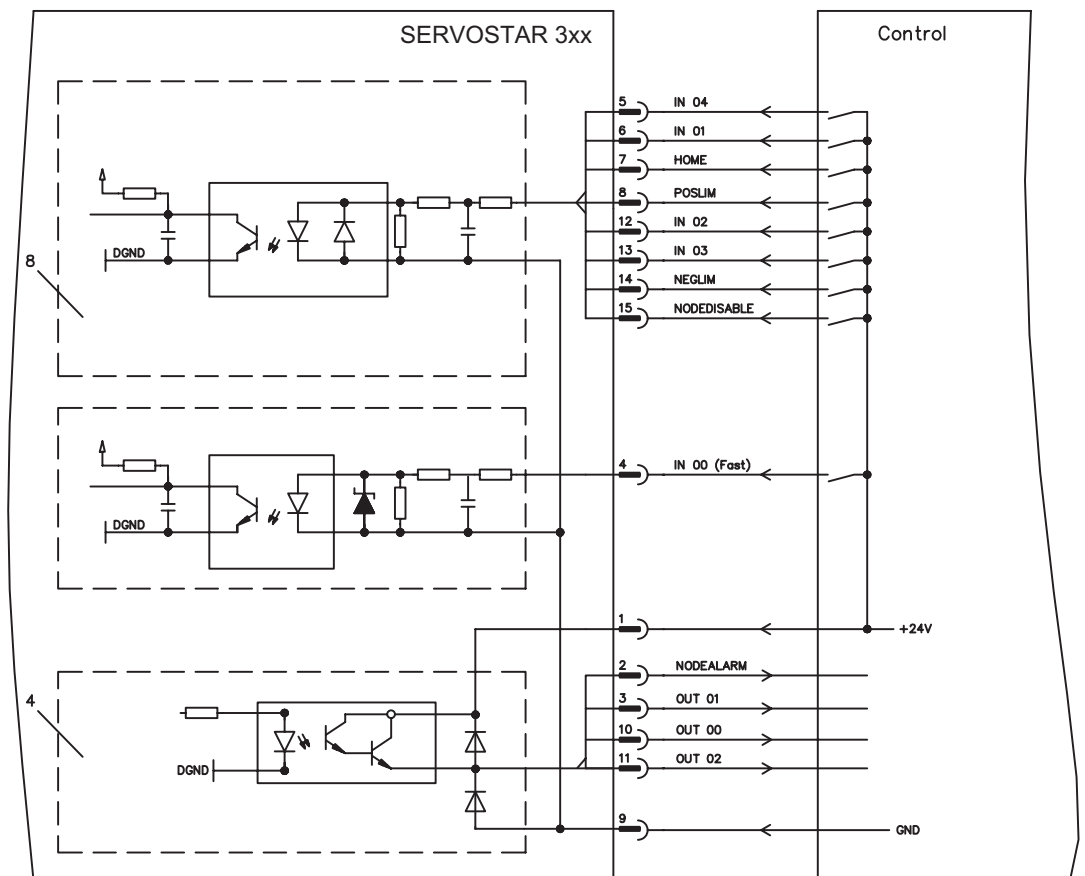 SERVOSTAR 3xx
Control
5 IN 04
6 IN 01
7 HOME
8 POSLIM
12 IN 02
13 IN 03
14 NEGLIM
15 NODEDISABLE
DGND
8
4 IN 00 (Fast)
DGND
1 +24V
2 NODEALARM
3 OUT 01
10 OUT 00
11 OUT 02
4
DGND
9 GND